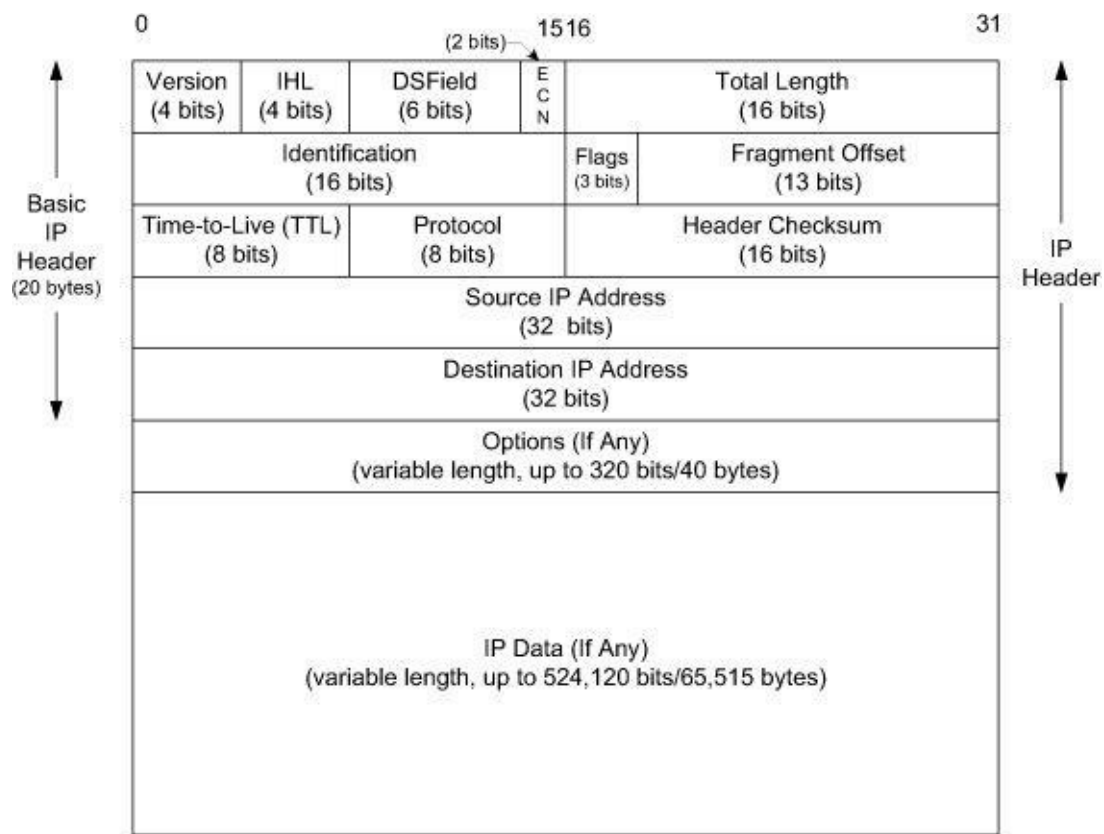 0
15 16
31
(2 bits)
Version
(4 bits)
IHL
(4 bits)
DSField
(6 bits)
E
C
N
Total Length
(16 bits)
Identification
(16 bits)
Flags
(3 bits)
Fragment Offset
(13 bits)
Time-to-Live (TTL)
(8 bits)
Protocol
(8 bits)
Header Checksum
(16 bits)
Basic
IP
Header
(20 bytes)
IP
Header
Source IP Address
(32 bits)
Destination IP Address
(32 bits)
Options (If Any)
(variable length, up to 320 bits/40 bytes)
IP Data (If Any)
(variable length, up to 524,120 bits/65,515 bytes)